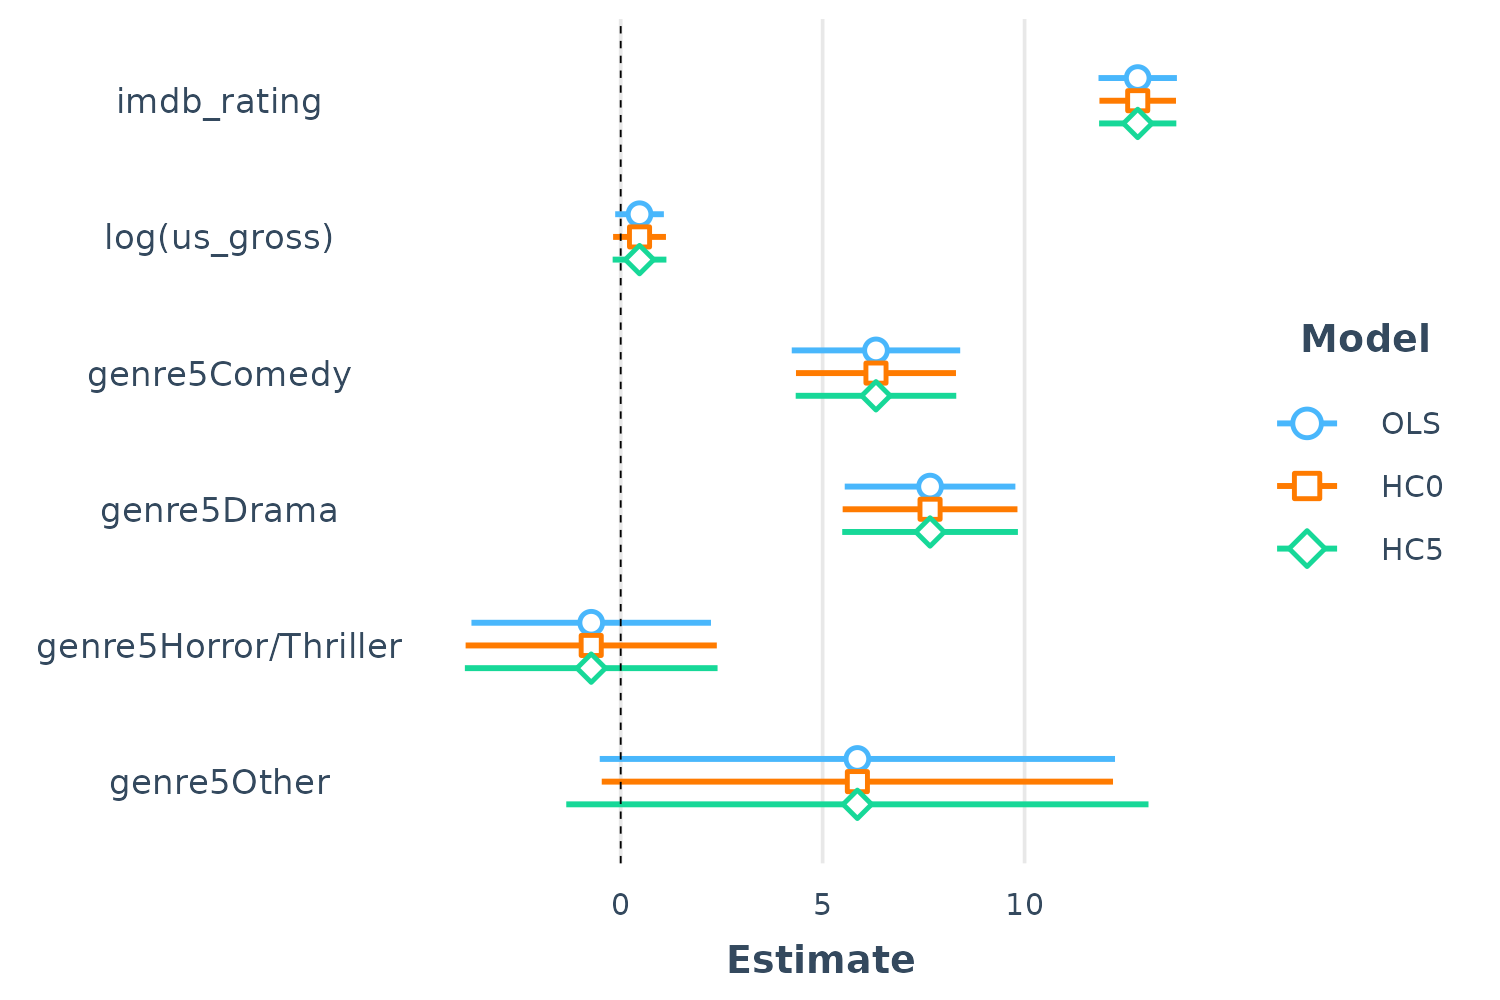 imdb_rating
log(us_gross)
genre5Comedy
genre5Drama
genre5Horror/Thriller
genre5Other
0 5 10
Estimate
Model
OLS
HC0
HC5